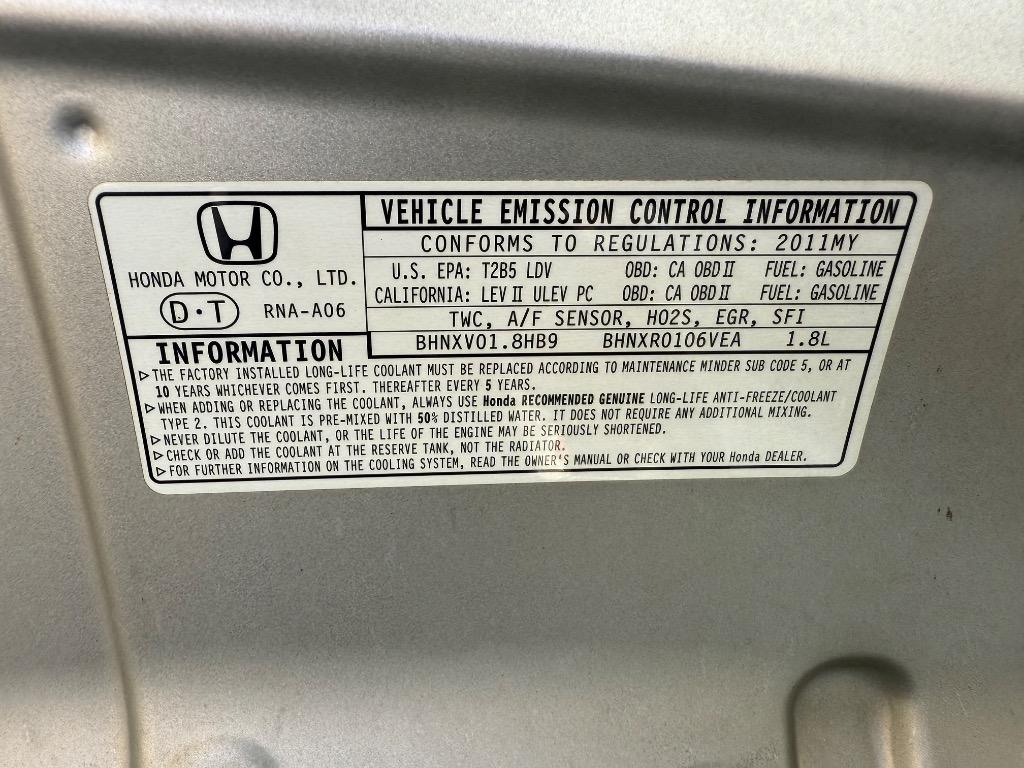 VEHICLE EMISSION CONTROL INFORMATION
CONFORMS TO REGULATIONS: 2011MY
HONDA MOTOR CO., LTD.
D·T RNA-A06
U.S. EPA: T2B5 LDV OBD: CA OBD II FUEL: GASOLINE
CALIFORNIA: LEV II ULEV PC OBD: CA OBD II FUEL: GASOLINE
TWC, A/F SENSOR, HO2S, EGR, SFI
BHNXV01.8HB9 BHNXR0106VEA 1.8L
INFORMATION
▷THE FACTORY INSTALLED LONG-LIFE COOLANT MUST BE REPLACED ACCORDING TO MAINTENANCE MINDER SUB CODE 5, OR AT
10 YEARS WHICHEVER COMES FIRST. THEREAFTER EVERY 5 YEARS.
▷WHEN ADDING OR REPLACING THE COOLANT, ALWAYS USE Honda RECOMMENDED GENUINE LONG-LIFE ANTI-FREEZE/COOLANT
TYPE 2. THIS COOLANT IS PRE-MIXED WITH 50% DISTILLED WATER. IT DOES NOT REQUIRE ANY ADDITIONAL MIXING.
▷NEVER DILUTE THE COOLANT, OR THE LIFE OF THE ENGINE MAY BE SERIOUSLY SHORTENED.
▷CHECK OR ADD THE COOLANT AT THE RESERVE TANK, NOT THE RADIATOR.
▷FOR FURTHER INFORMATION ON THE COOLING SYSTEM, READ THE OWNER'S MANUAL OR CHECK WITH YOUR Honda DEALER.